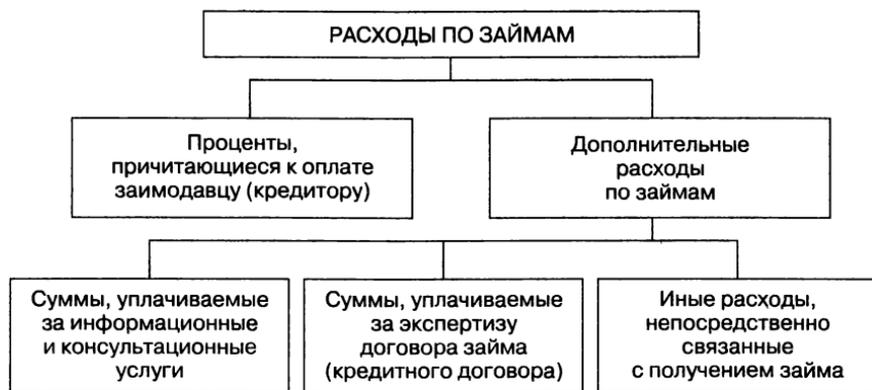 РАСХОДЫ ПО ЗАЙМАМ
Проценты,
причитающиеся к оплате
заимодавцу (кредитору)
Дополнительные
расходы
по займам
Суммы, уплачиваемые
за информационные
и консультационные
услуги
Суммы, уплачиваемые
за экспертизу
договора займа
(кредитного договора)
Иные расходы,
непосредственно
связанные
с получением займа